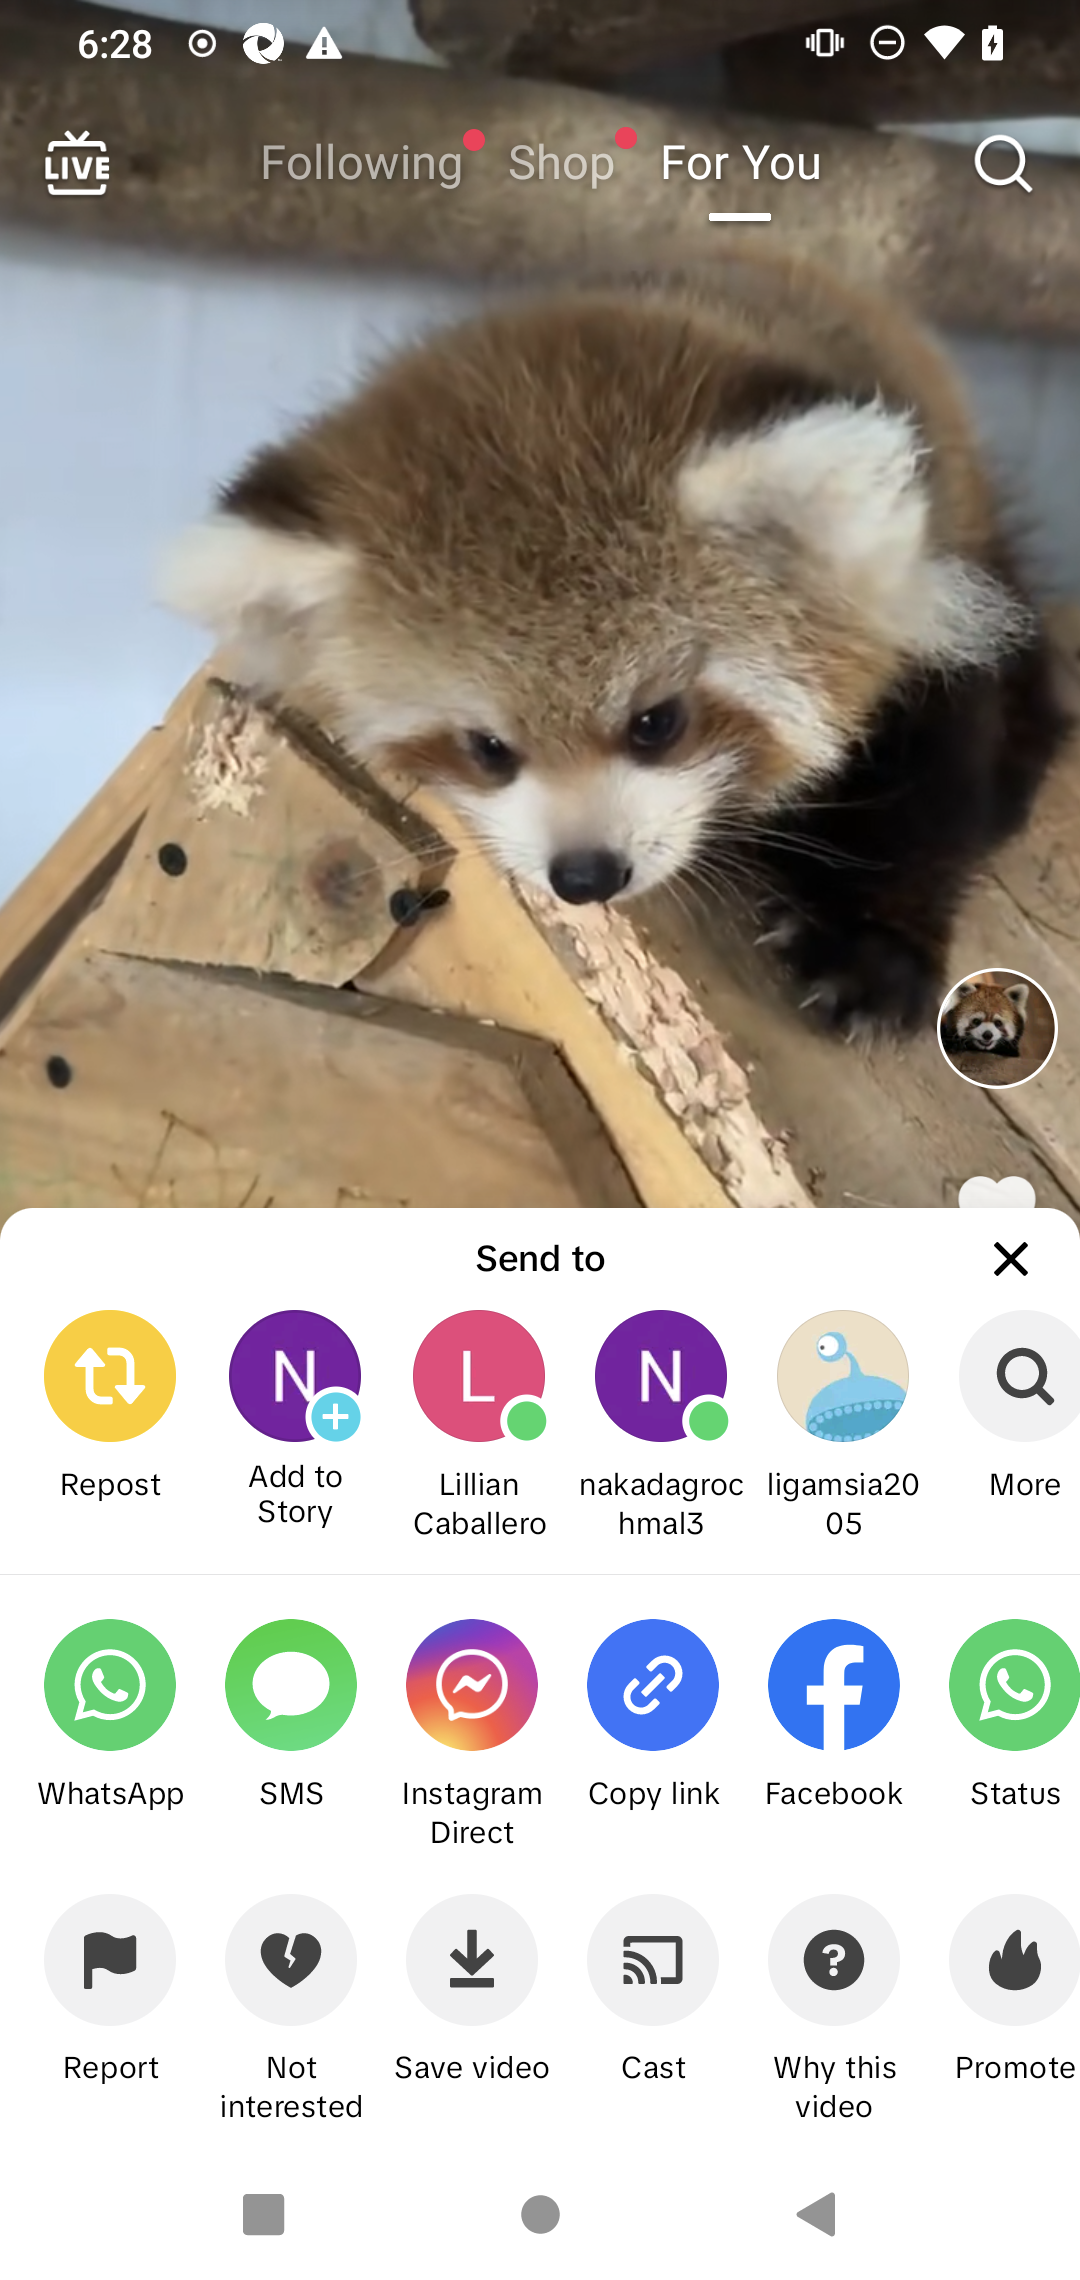 6:28
LIVE
Following Shop For You
Send to
Repost
N
Add to
Story
L
Lillian
Caballero
N
nakadagroc
hmal3
ligamsia20
05
More
WhatsApp
SMS
Instagram
Direct
Copy link
Facebook
Status
Report
Not
interested
Save video
Cast
Why this
video
Promote